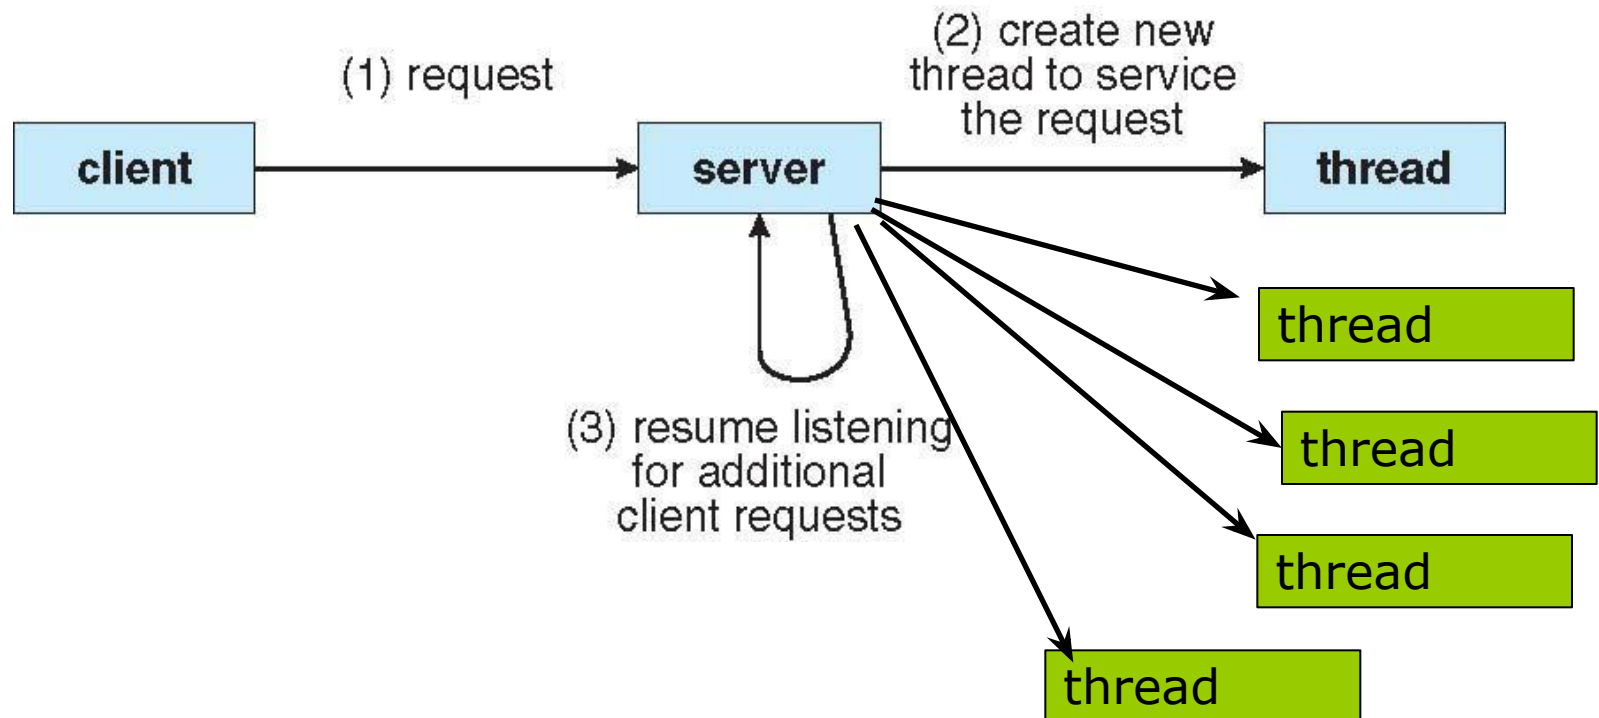 (1) request
(2) create new
thread to service
the request
client
server
thread
thread
(3) resume listening
for additional
client requests
thread
thread
thread